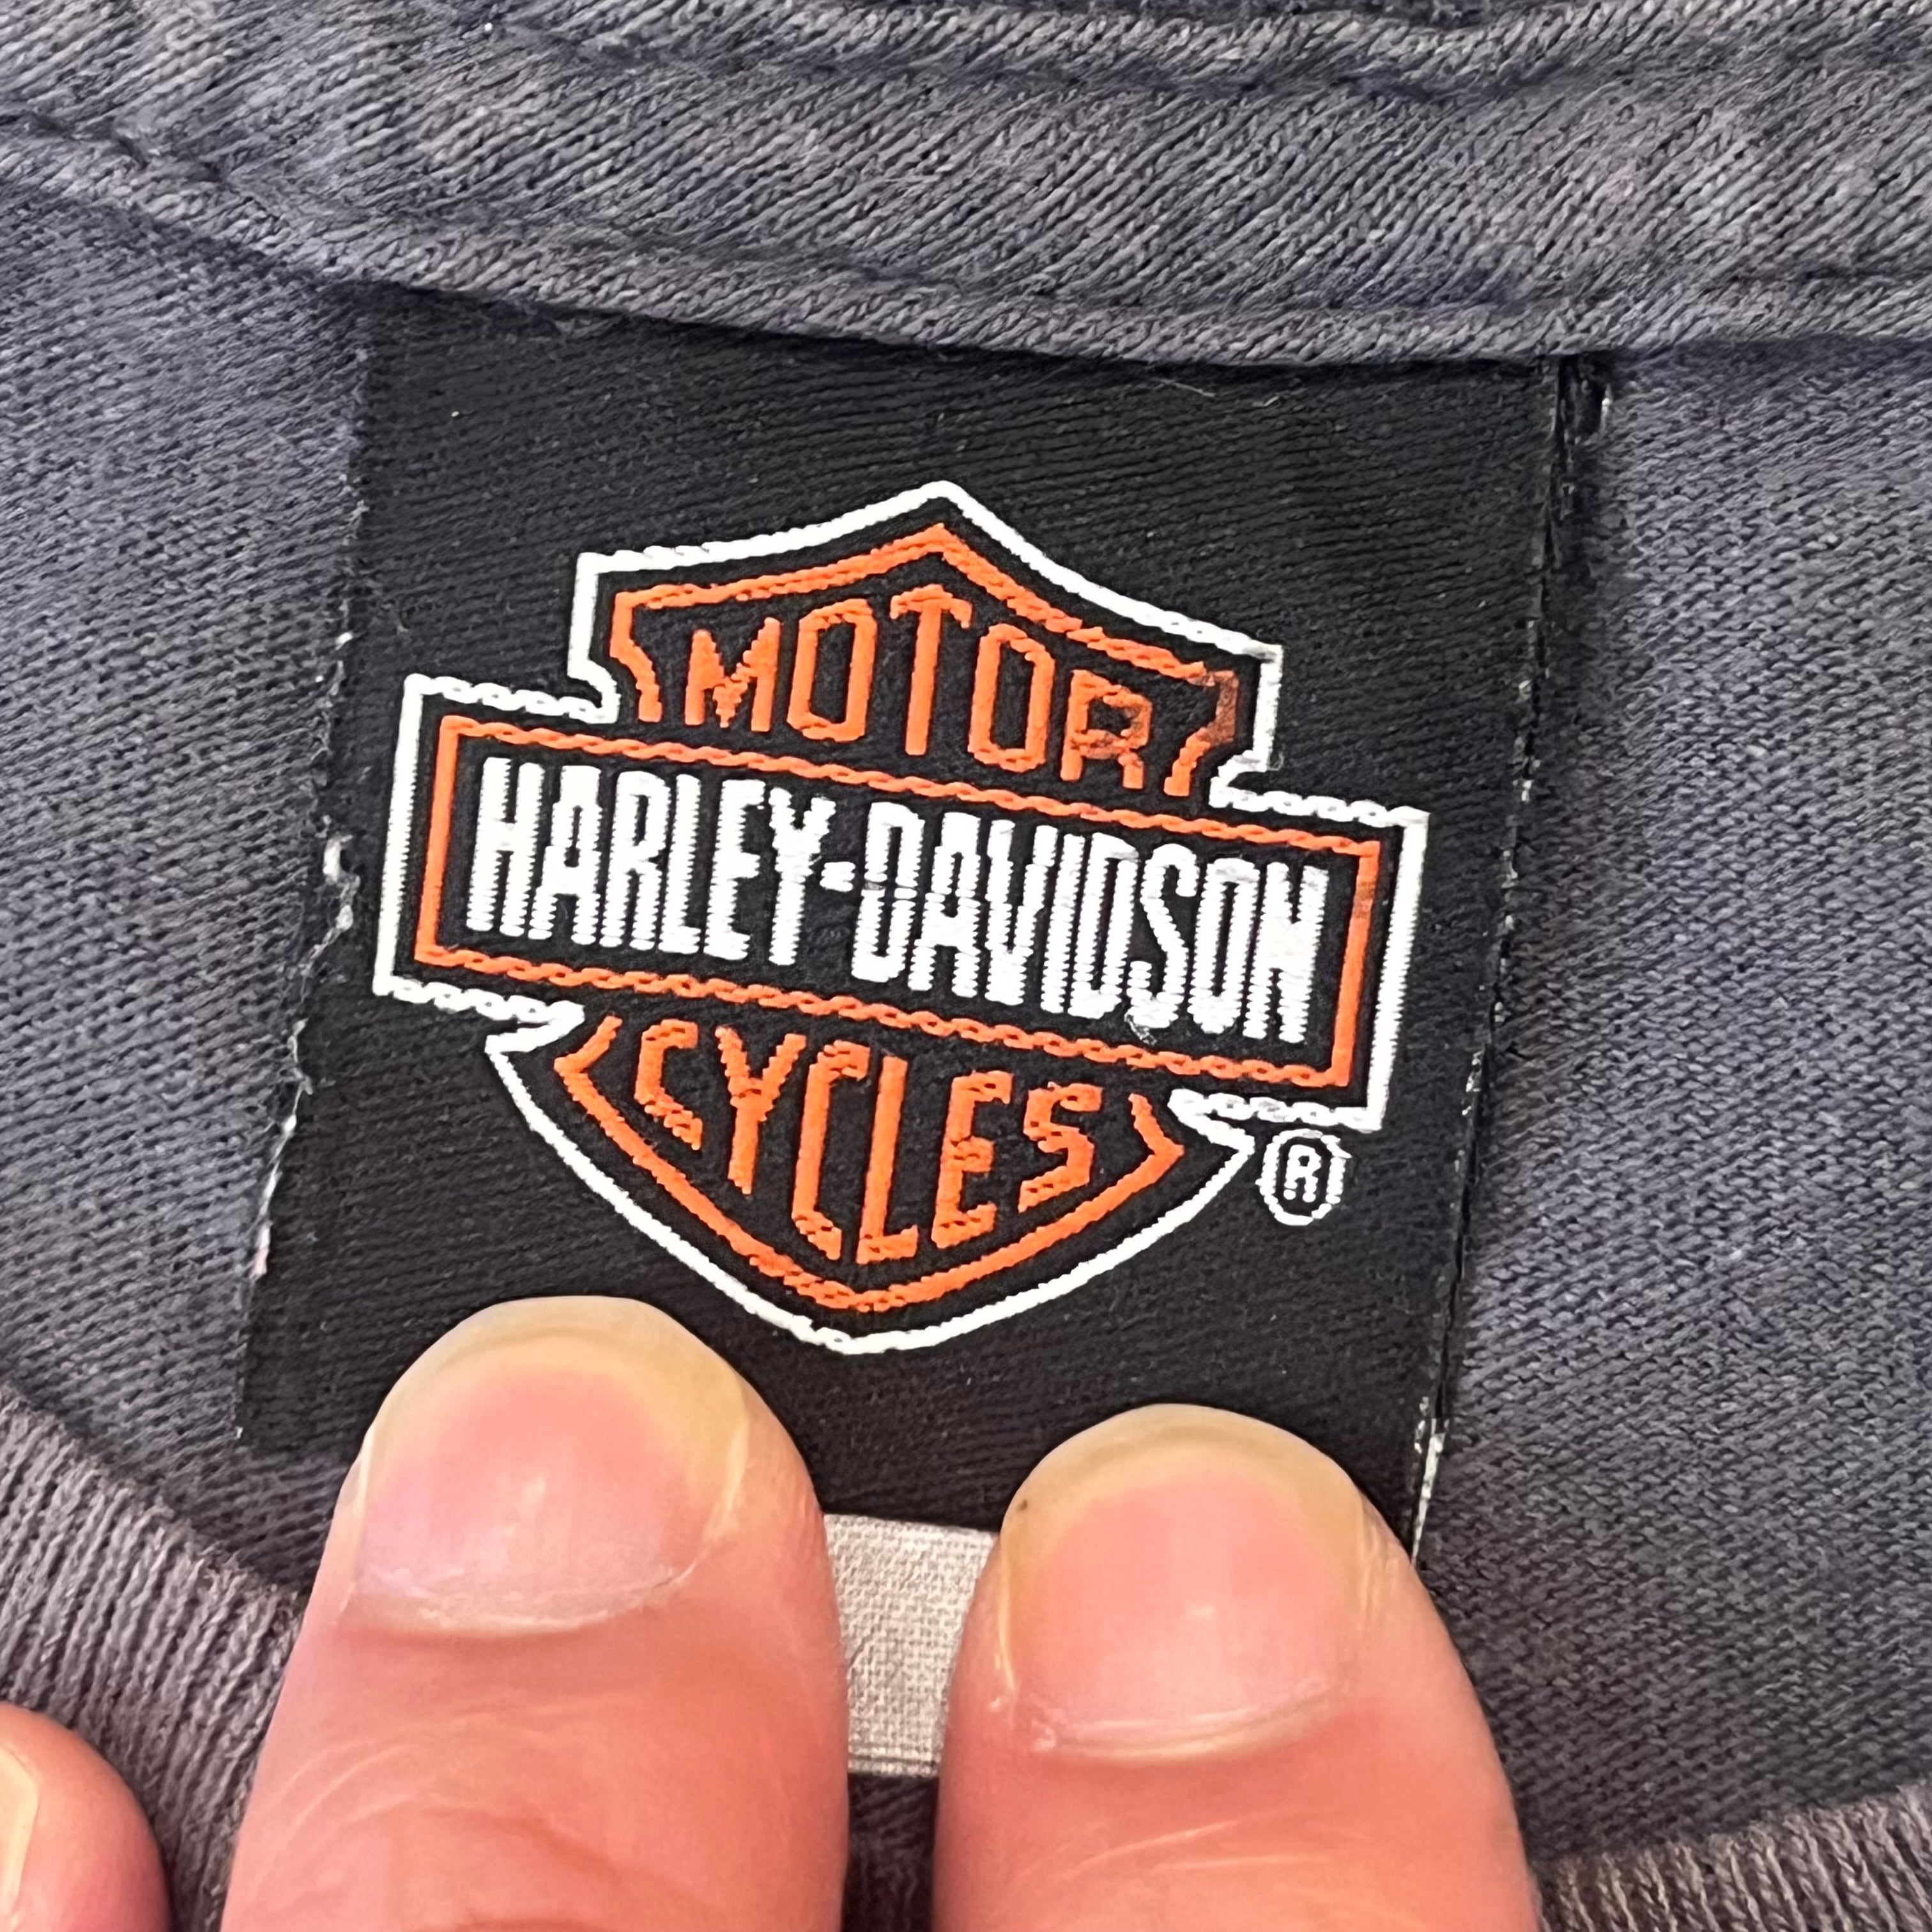 MOTOR
HARLEY-DAVIDSON
CYCLES
®